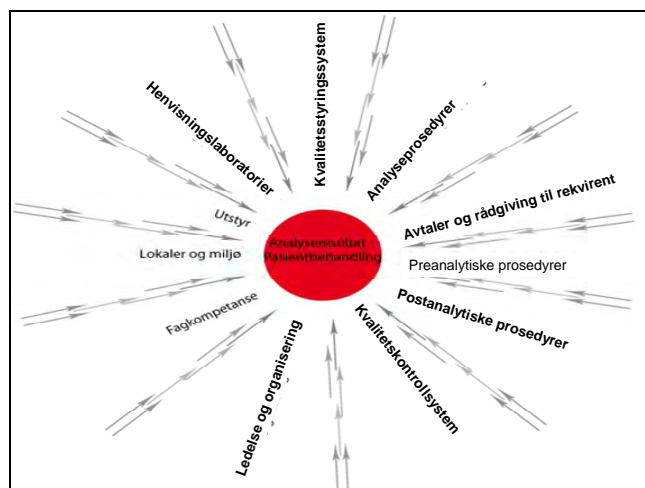 Kvalitetsstyringssystem
Analyseprosedyrer
Avtaler og rådgiving til rekvirent
Preanalytiske prosedyrer
Postanalytiske prosedyrer
Kvalitetskontrollsystem
Ledelse og organisering
Fagkompetanse
Lokaler og miljø
Utstyr
Henvisningslaboratorier
Pasientbehandling